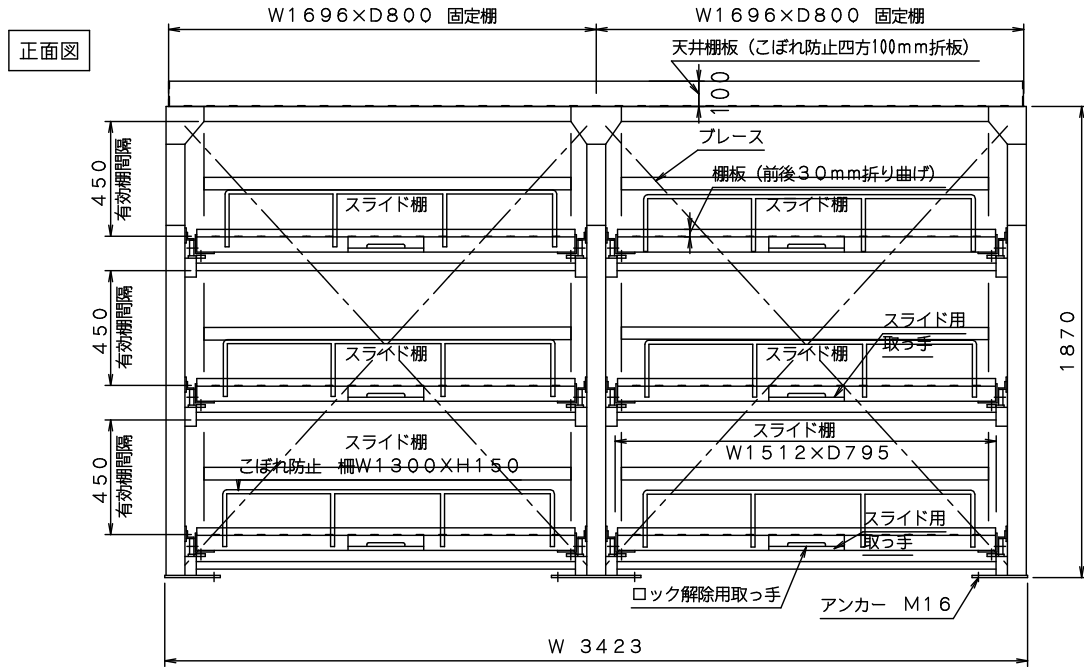 W1696×D800 固定棚
W1696×D800 固定棚
正面図
天井棚板（こぼれ防止四方100mm折板）
100
ブレース
450
有効棚間隔
棚板（前後30mm折り曲げ）
スライド棚
スライド棚
450
有効棚間隔
スライド用
取っ手
スライド棚
スライド棚
1870
450
有効棚間隔
スライド棚
こぼれ防止 柵W1300XH150
スライド棚
W1512×D795
スライド用
取っ手
ロック解除用取っ手
アンカー M16
W 3423